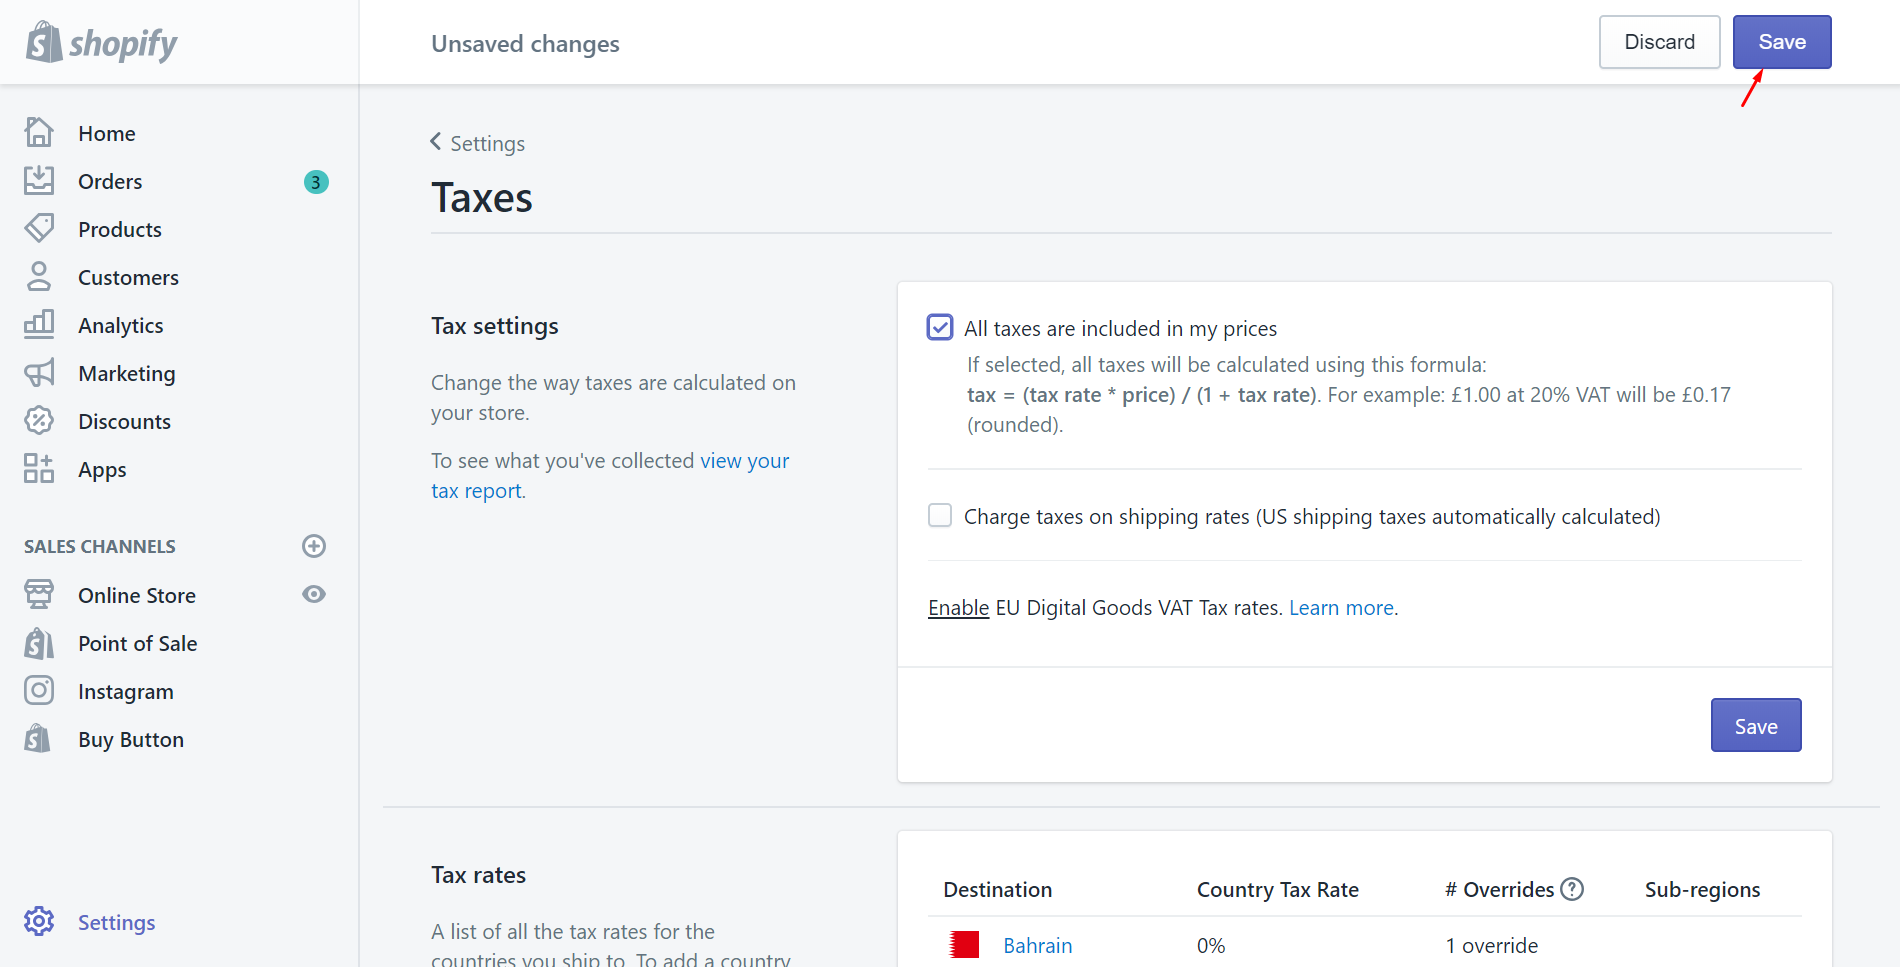 shopify
Unsaved changes
Discard
Save
Home
Orders
3
Products
Customers
Analytics
Marketing
Discounts
Apps
SALES CHANNELS
Online Store
Point of Sale
Instagram
Buy Button
Settings
Settings
Taxes
Tax settings
Change the way taxes are calculated on
your store.
To see what you've collected view your
tax report.
All taxes are included in my prices
If selected, all taxes will be calculated using this formula:
tax = (tax rate * price) / (1 + tax rate). For example: £1.00 at 20% VAT will be £0.17
(rounded).
Charge taxes on shipping rates (US shipping taxes automatically calculated)
Enable EU Digital Goods VAT Tax rates. Learn more.
Save
Tax rates
A list of all the tax rates for the
countries you ship to. To add a country
Destination Country Tax Rate # Overrides ? Sub-regions
Bahrain 0% 1 override